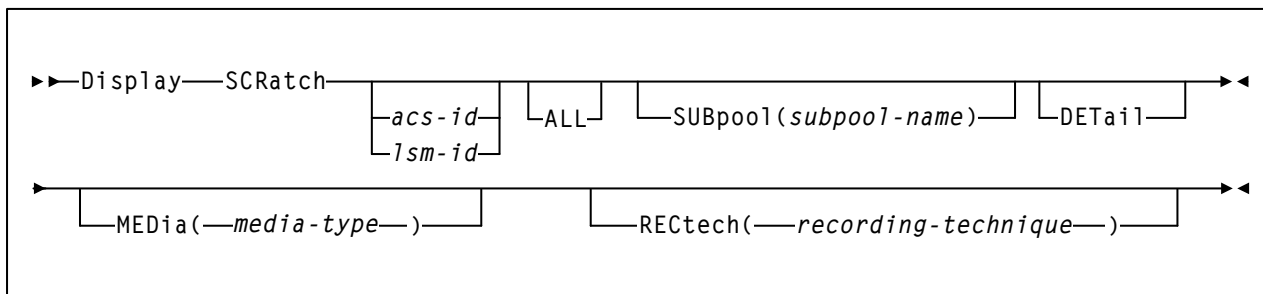 Display SCRatch
acs-id ALL SUBpool(subpool-name) DETail
lsm-id
MEDia( media-type ) RECtech( recording-technique )